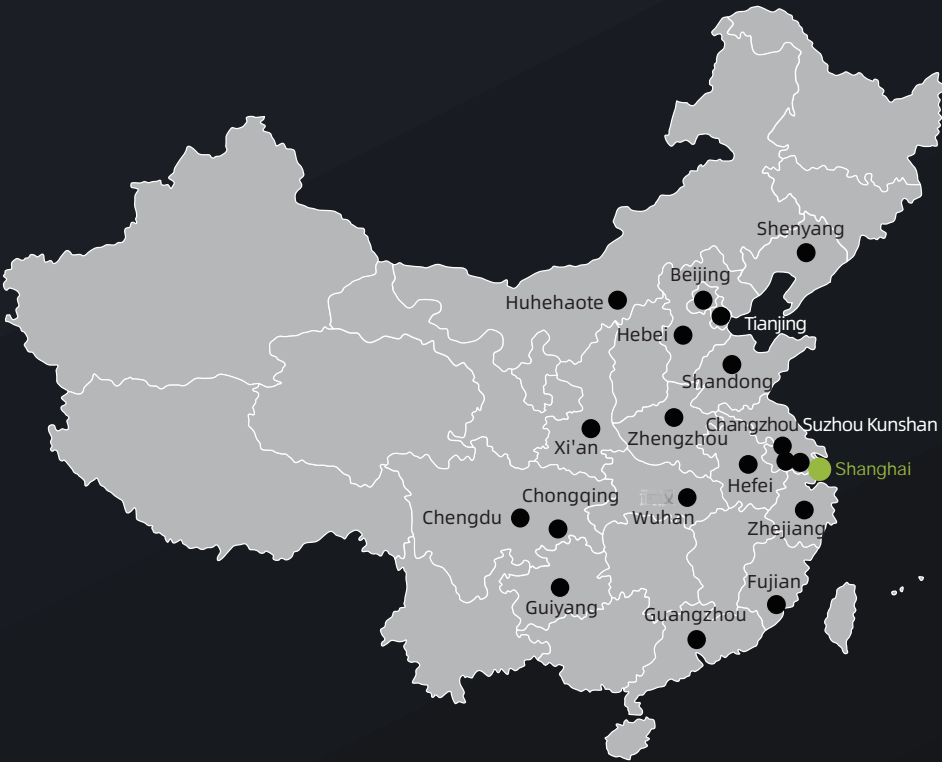 Shenyang
Beijing
Huhehaote
Tianjing
Hebei
Shandong
Changzhou Suzhou Kunshan
Zhengzhou
Xi'an
Shanghai
Hefei
Chongqing
Chengdu
Wuhan
Zhejiang
Fujian
Guiyang
Guangzhou